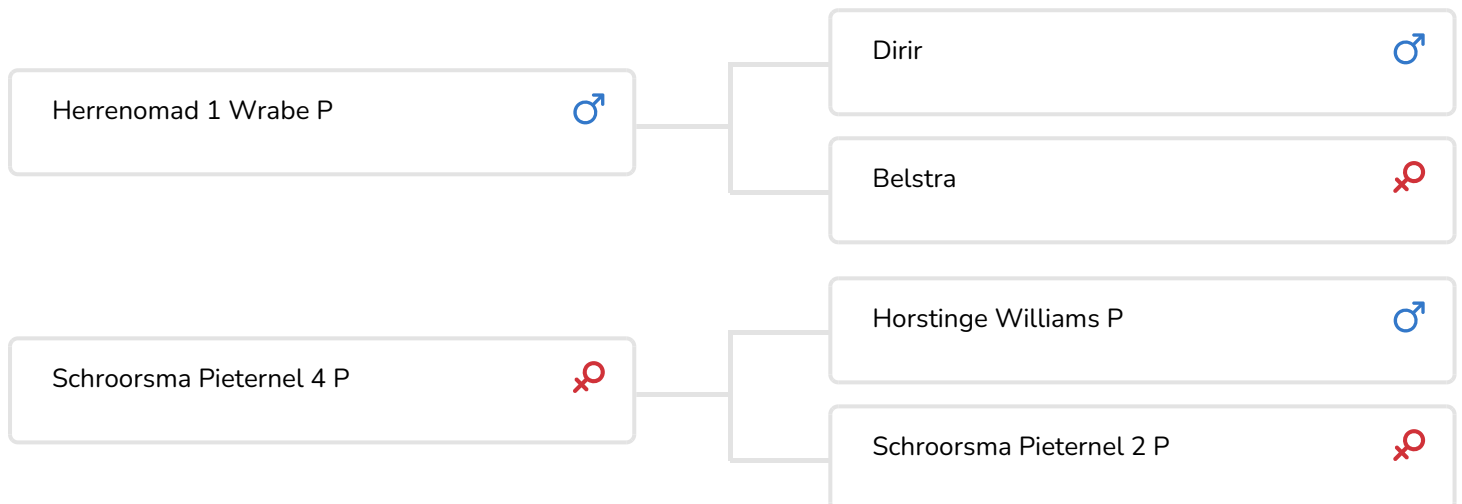 Dirir
Herrenomad 1 Wrabe P
Belstra
Horstinge Williams P
Schroorsma Pieternel 4 P
Schroorsma Pieternel 2 P